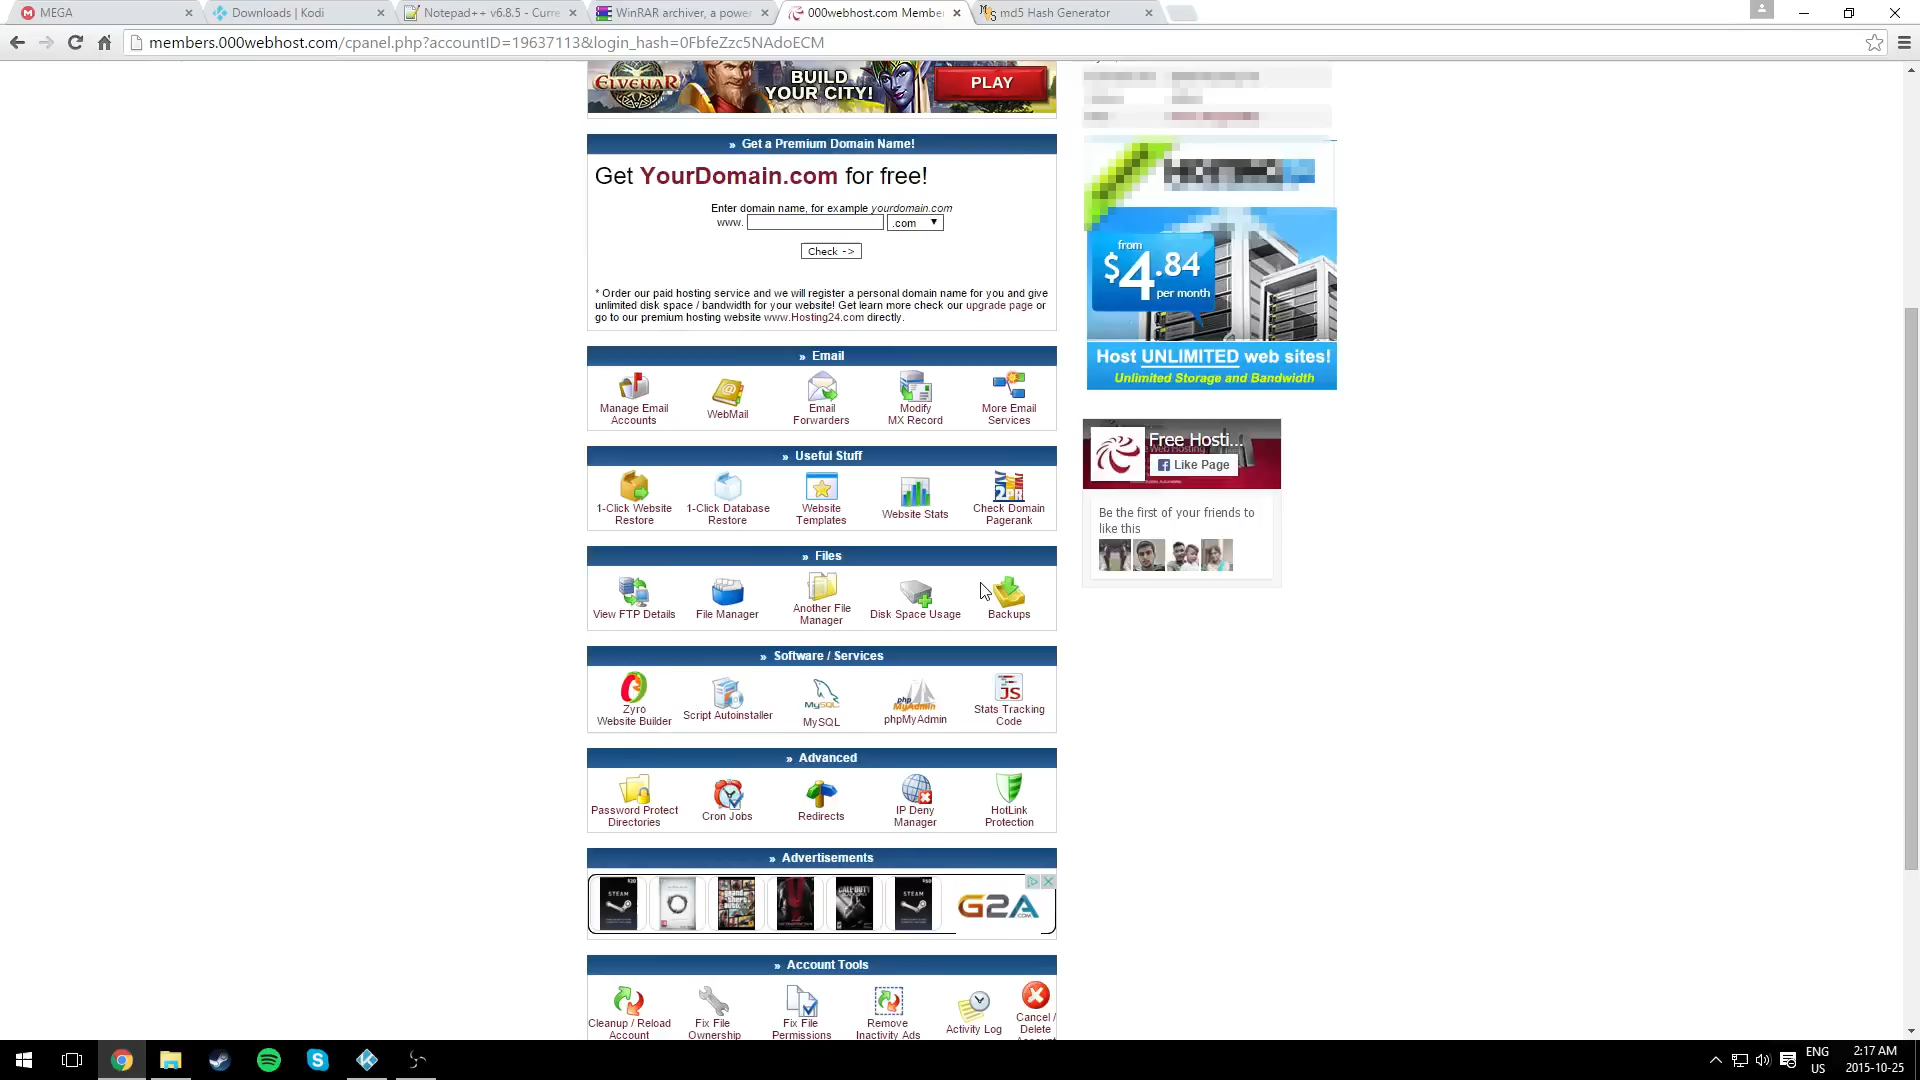 MEGA
Downloads | Kodi
Notepad++ v6.8.5 - Curre
WinRAR archiver, a power
000webhost.com Membe
md5 Hash Generator
members.000webhost.com/cpanel.php?accountID=19637113&login_hash=0FbfeZzc5NAdoECM
ELVENAR
BUILD
YOUR CITY!
PLAY
» Get a Premium Domain Name!
Get YourDomain.com for free!
Enter domain name, for example yourdomain.com
www.
.com
Check ->
* Order our paid hosting service and we will register a personal domain name for you and give
unlimited disk space / bandwidth for your website! Get learn more check our upgrade page or
go to our premium hosting website www.Hosting24.com directly.
from
$4.84
per month
Host UNLIMITED web sites!
Unlimited Storage and Bandwidth
» Email
Manage Email
Accounts
WebMail
Email
Forwarders
Modify
MX Record
More Email
Services
Free Hosti...
Like Page
Be the first of your friends to
like this
» Useful Stuff
1-Click Website
Restore
1-Click Database
Restore
Website
Templates
Website Stats
Check Domain
Pagerank
» Files
View FTP Details
File Manager
Another File
Manager
Disk Space Usage
Backups
» Software / Services
Zyro
Website Builder
Script Autoinstaller
MySQL
MySQL
php
MyAdmin
phpMyAdmin
JS
Stats Tracking
Code
» Advanced
Password Protect
Directories
Cron Jobs
Redirects
IP Deny
Manager
HotLink
Protection
» Advertisements
STEAM
STEAM
G2A
.COM
» Account Tools
Cleanup / Reload
Account
Fix File
Ownership
Fix File
Permissions
Remove
Inactivity Ads
Activity Log
Cancel /
Delete
ENG
US
2:17 AM
2015-10-25